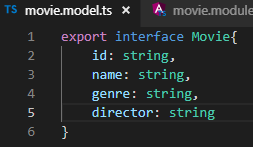 TS movie.model.ts movie.module
1 export interface Movie{
2 id: string,
3 name: string,
4 genre: string,
5 director: string
6 }